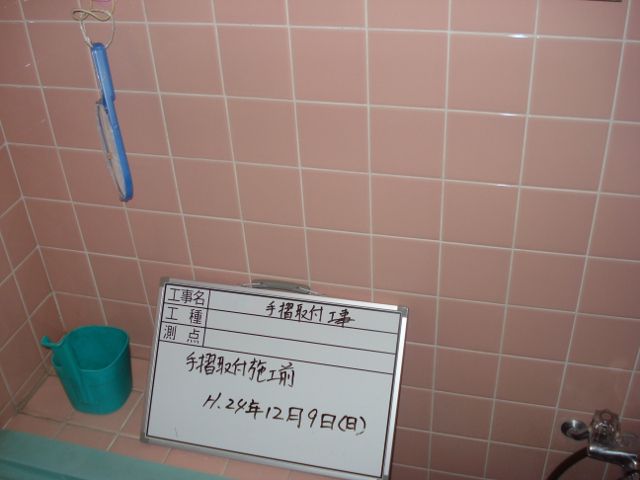 工事名 手摺取付工事
工種
測点
手摺取付施工前
H.24年12月9日(日)